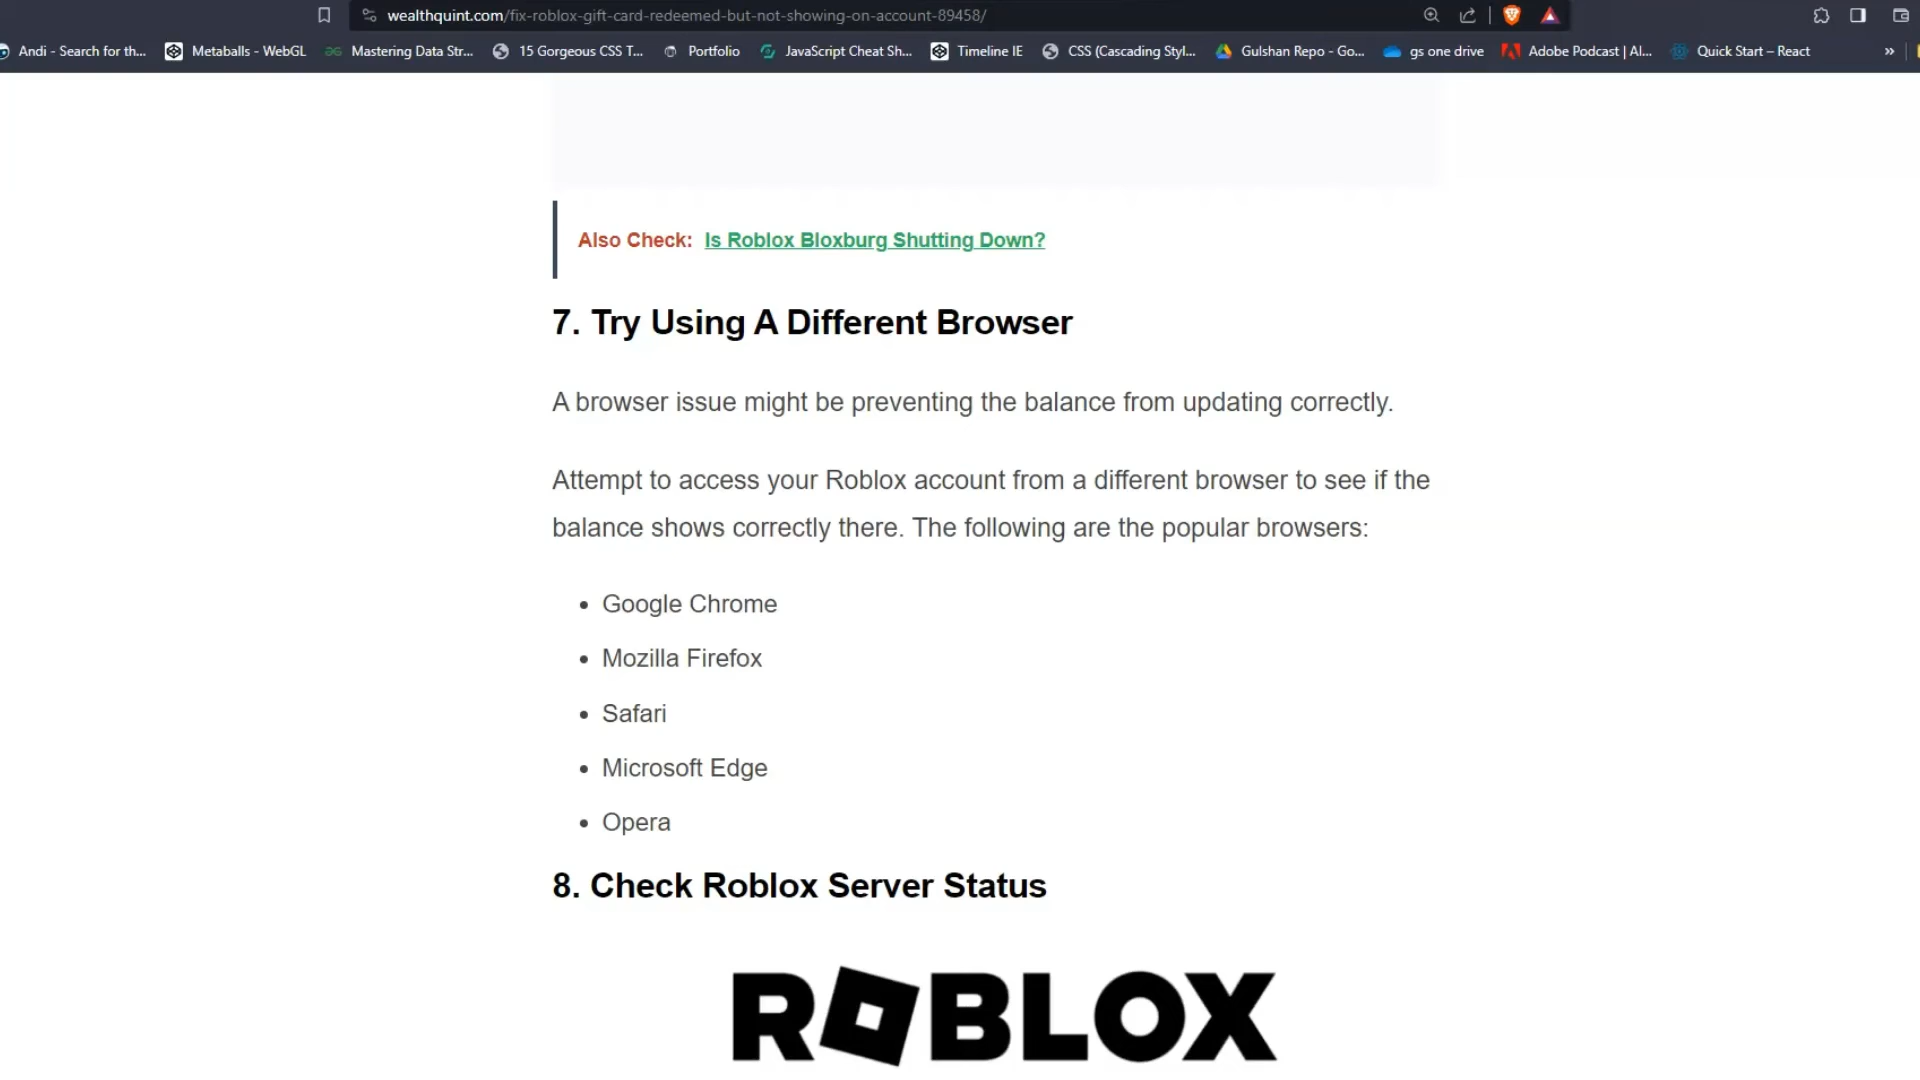 wealthquint.com/fix-roblox-gift-card-redeemed-but-not-showing-on-account-89458/
Andi - Search for th... Metaballs - WebGL Mastering Data Str... 15 Gorgeous CSS T... Portfolio JavaScript Cheat Sh... Timeline IE CSS (Cascading Styl... Gulshan Repo - Go... gs one drive Adobe Podcast | AI... Quick Start – React »
Also Check: Is Roblox Bloxburg Shutting Down?
7. Try Using A Different Browser
A browser issue might be preventing the balance from updating correctly.
Attempt to access your Roblox account from a different browser to see if the
balance shows correctly there. The following are the popular browsers:
• Google Chrome
• Mozilla Firefox
• Safari
• Microsoft Edge
• Opera
8. Check Roblox Server Status
ROBLOX